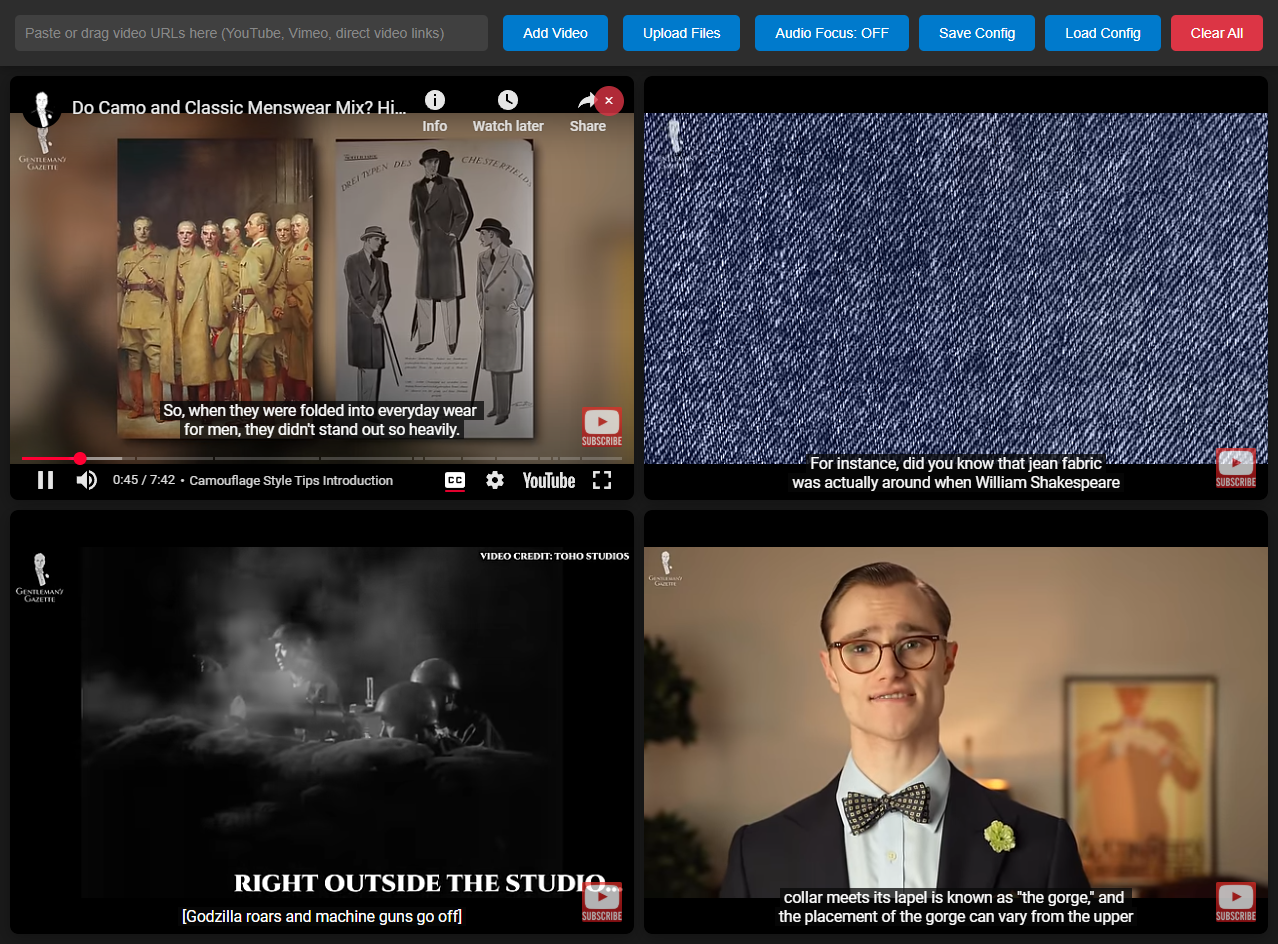 Paste or drag video URLs here (YouTube, Vimeo, direct video links)
Add Video
Upload Files
Audio Focus: OFF
Save Config
Load Config
Clear All
Do Camo and Classic Menswear Mix? Hi...
Info
Watch later
Share
GENTLEMAN'S
GAZETTE
DREI TYPEN DES CHESTERFIELDS
So, when they were folded into everyday wear
for men, they didn't stand out so heavily.
SUBSCRIBE
0:45 / 7:42 • Camouflage Style Tips Introduction
CC
YouTube
For instance, did you know that jean fabric
was actually around when William Shakespeare
SUBSCRIBE
VIDEO CREDIT: TOHO STUDIOS
GENTLEMAN'S
GAZETTE
RIGHT OUTSIDE THE STUDIO...
[Godzilla roars and machine guns go off]
SUBSCRIBE
GENTLEMAN'S
GAZETTE
collar meets its lapel is known as "the gorge," and
the placement of the gorge can vary from the upper
SUBSCRIBE